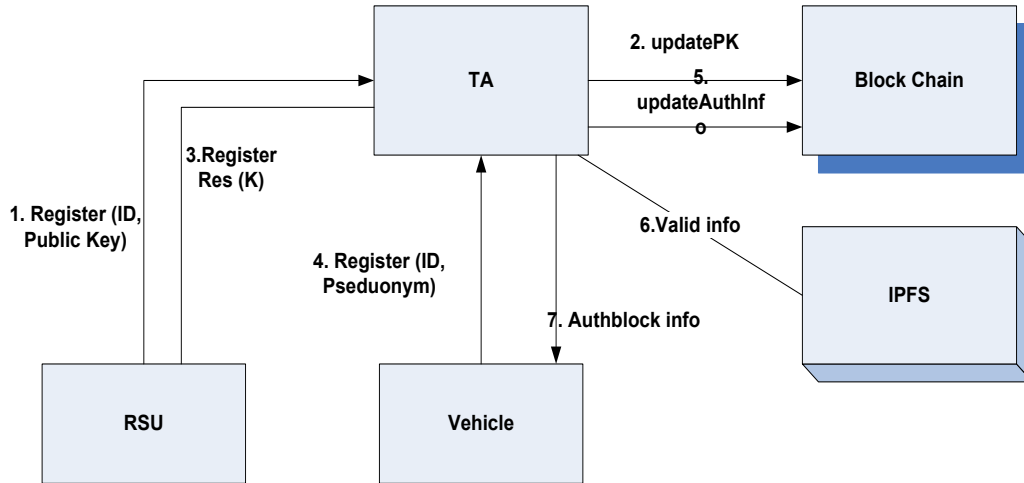 TA
2. updatePK
5.
updateAuthInf
o
Block Chain
3.Register
Res (K)
1. Register (ID,
Public Key)
4. Register (ID,
Pseduonym)
6.Valid info
IPFS
7. Authblock info
RSU
Vehicle